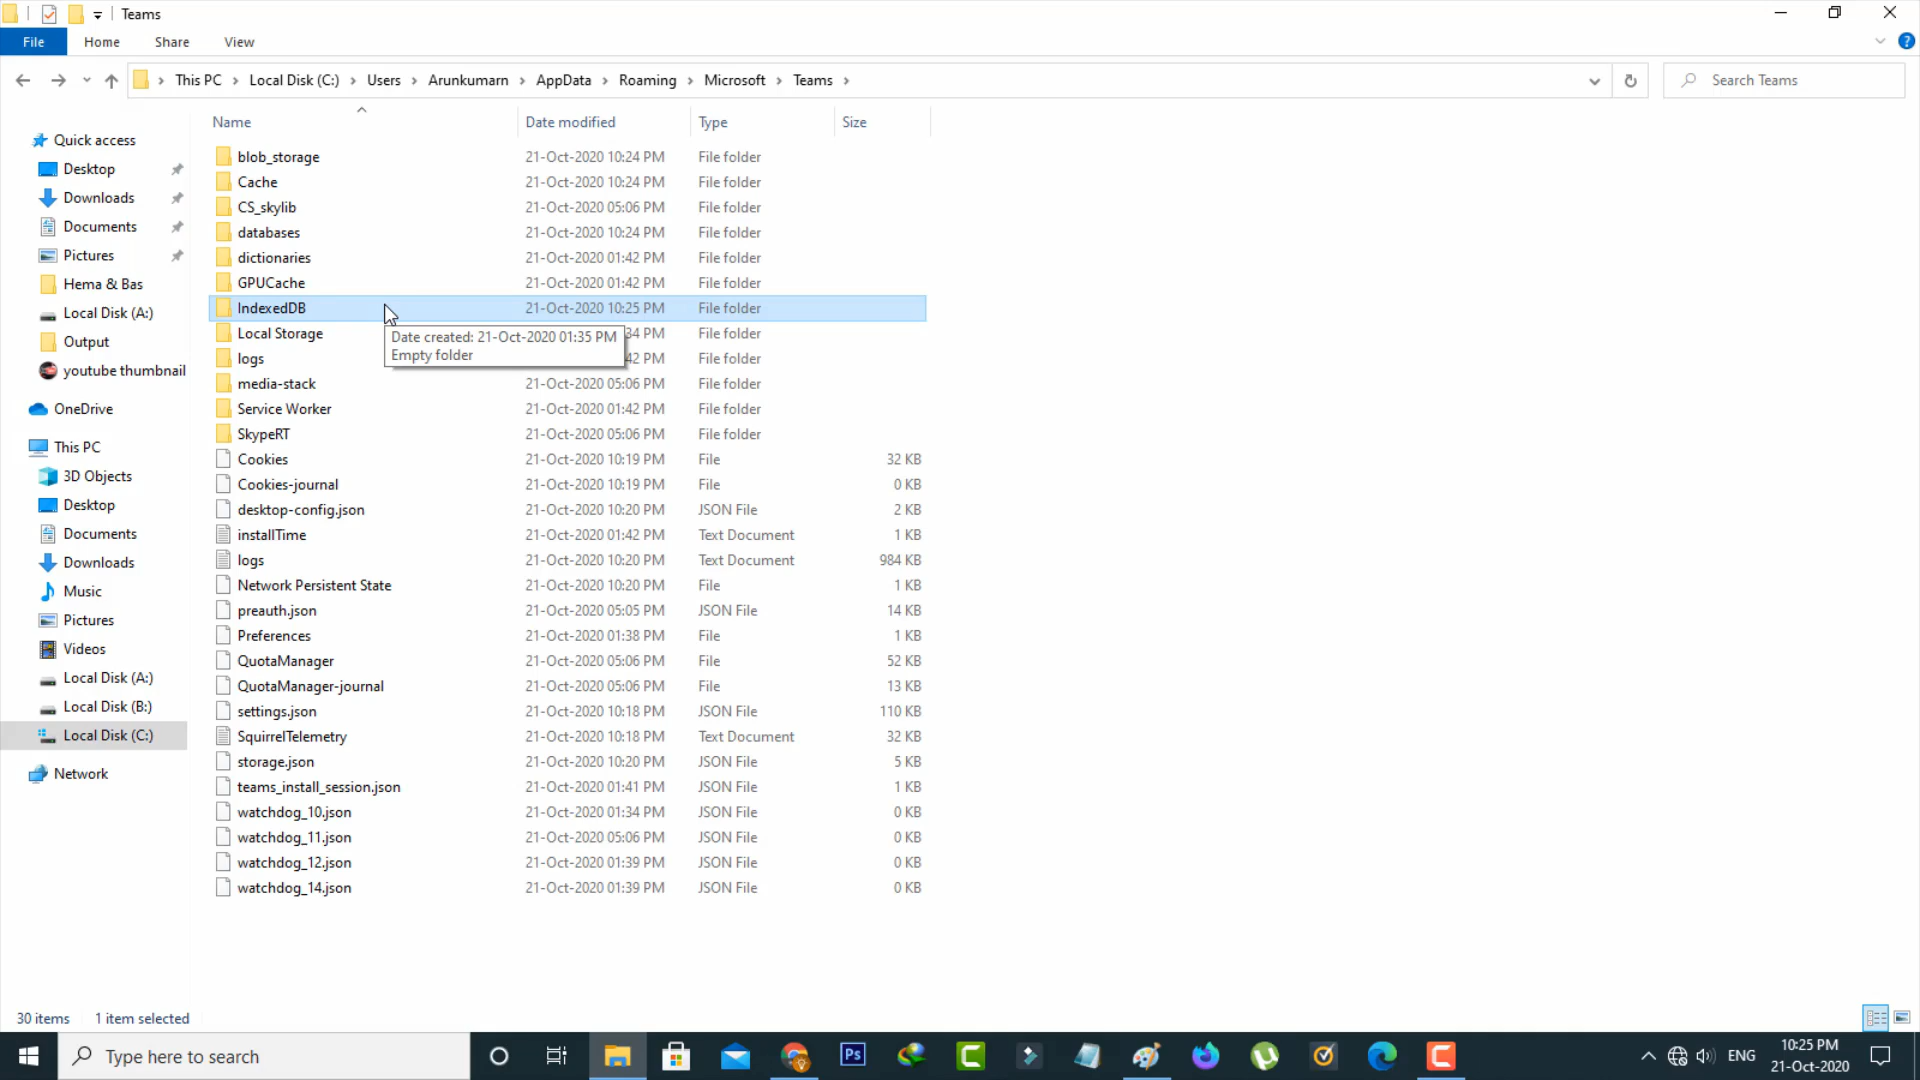 Teams
File Home Share View
This PC Local Disk (C:) Users Arunkumarn AppData Roaming Microsoft Teams Search Teams
Name Date modified Type Size
Quick access
Desktop
Downloads
Documents
Pictures
Hema & Bas
Local Disk (A:)
Output
youtube thumbnail
OneDrive
This PC
3D Objects
Desktop
Documents
Downloads
Music
Pictures
Videos
Local Disk (A:)
Local Disk (B:)
Local Disk (C:)
Network
blob_storage 21-Oct-2020 10:24 PM File folder
Cache 21-Oct-2020 10:24 PM File folder
CS_skylib 21-Oct-2020 05:06 PM File folder
databases 21-Oct-2020 10:24 PM File folder
dictionaries 21-Oct-2020 01:42 PM File folder
GPUCache 21-Oct-2020 01:42 PM File folder
IndexedDB 21-Oct-2020 10:25 PM File folder
Local Storage 34 PM File folder
Date created: 21-Oct-2020 01:35 PM
Empty folder
logs 42 PM File folder
media-stack 21-Oct-2020 05:06 PM File folder
Service Worker 21-Oct-2020 01:42 PM File folder
SkypeRT 21-Oct-2020 05:06 PM File folder
Cookies 21-Oct-2020 10:19 PM File 32 KB
Cookies-journal 21-Oct-2020 10:19 PM File 0 KB
desktop-config.json 21-Oct-2020 10:20 PM JSON File 2 KB
installTime 21-Oct-2020 01:42 PM Text Document 1 KB
logs 21-Oct-2020 10:20 PM Text Document 984 KB
Network Persistent State 21-Oct-2020 10:20 PM File 1 KB
preauth.json 21-Oct-2020 05:05 PM JSON File 14 KB
Preferences 21-Oct-2020 01:38 PM File 1 KB
QuotaManager 21-Oct-2020 05:06 PM File 52 KB
QuotaManager-journal 21-Oct-2020 05:06 PM File 13 KB
settings.json 21-Oct-2020 10:18 PM JSON File 110 KB
SquirrelTelemetry 21-Oct-2020 10:18 PM Text Document 32 KB
storage.json 21-Oct-2020 10:20 PM JSON File 5 KB
teams_install_session.json 21-Oct-2020 01:41 PM JSON File 1 KB
watchdog_10.json 21-Oct-2020 01:34 PM JSON File 0 KB
watchdog_11.json 21-Oct-2020 05:06 PM JSON File 0 KB
watchdog_12.json 21-Oct-2020 01:39 PM JSON File 0 KB
watchdog_14.json 21-Oct-2020 01:39 PM JSON File 0 KB
30 items 1 item selected
Type here to search Ps ENG 10:25 PM
21-Oct-2020